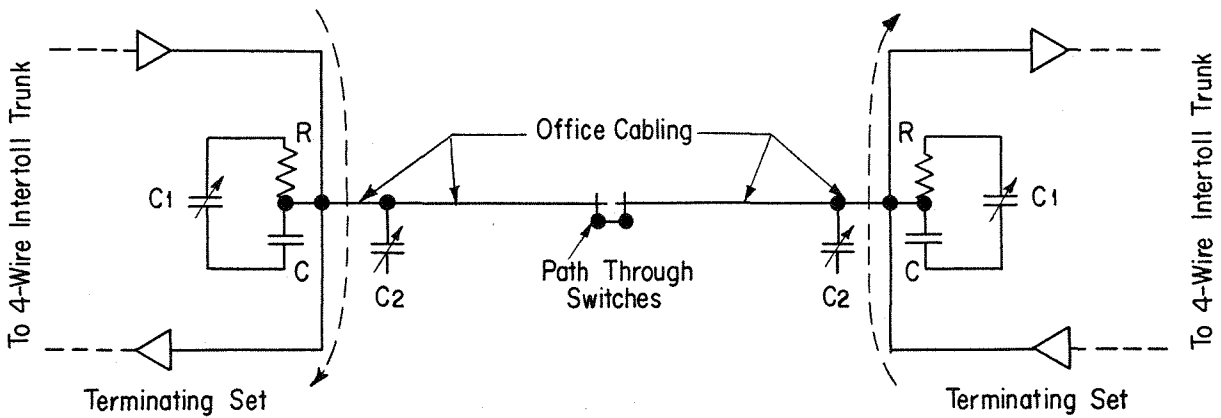 To 4-Wire Intertoll Trunk
R
C1
C
Terminating Set
Office Cabling
C2
Path Through
Switches
C2
R
C1
C
Terminating Set
To 4-Wire Intertoll Trunk